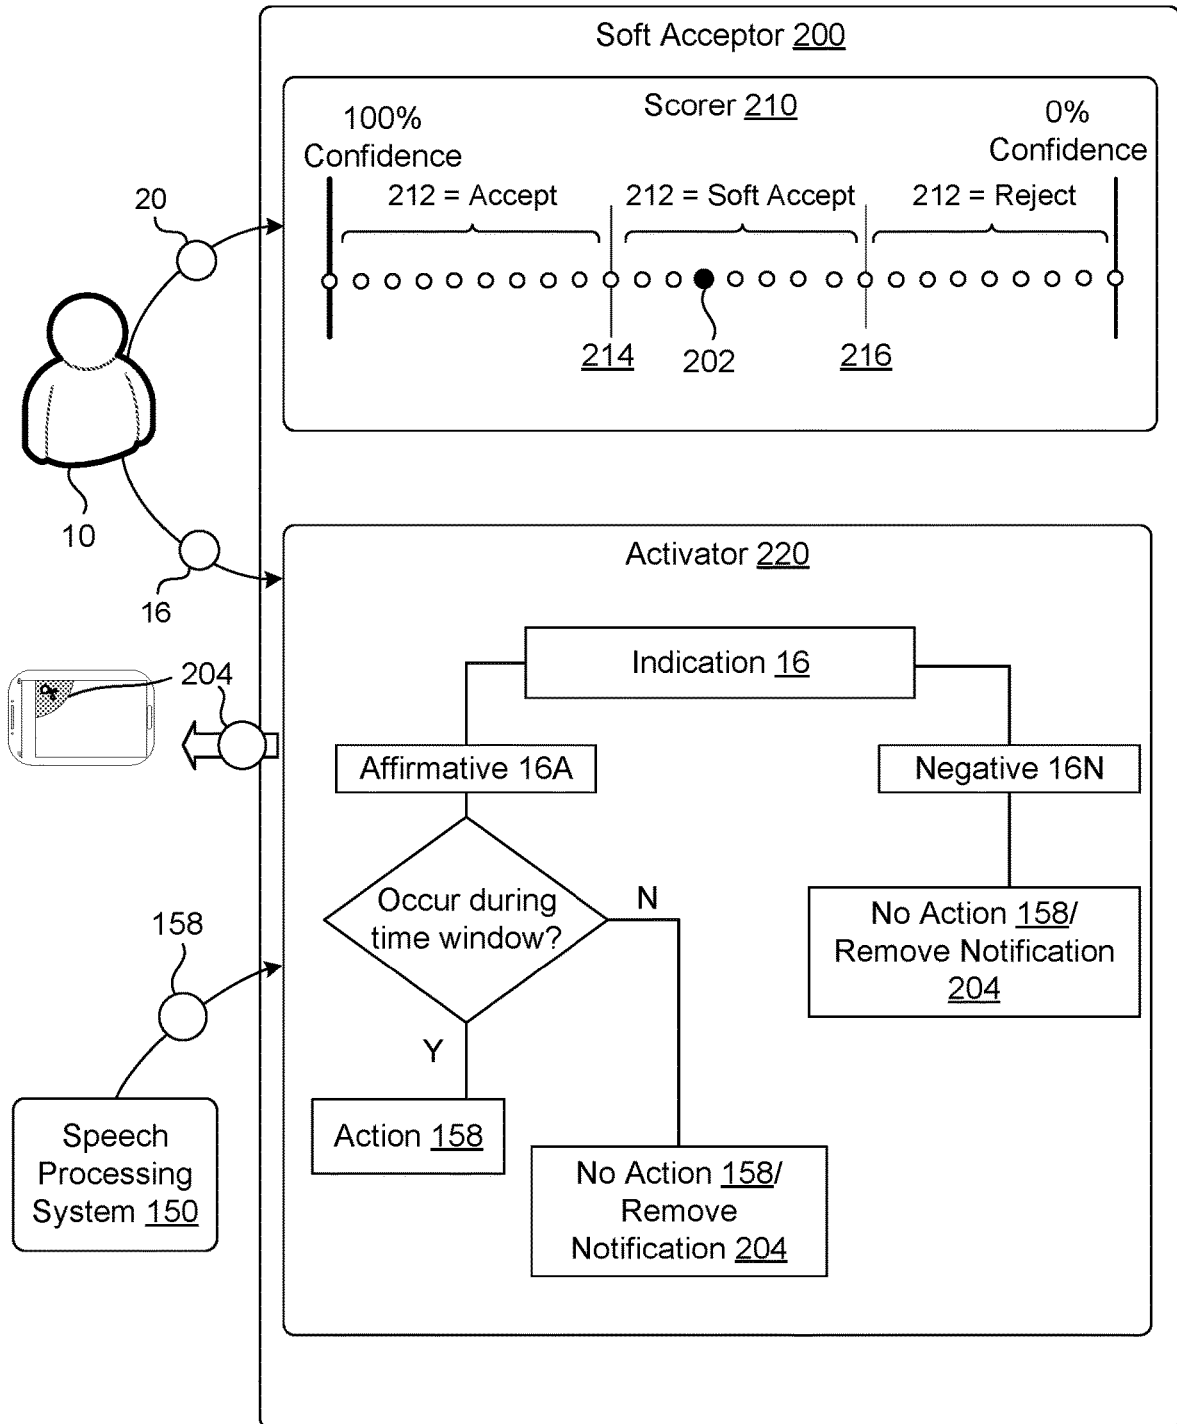 Soft Acceptor 200
Scorer 210
100%
Confidence
0%
Confidence
212 = Accept
212 = Soft Accept
212 = Reject
214
202
216
20
10
16
Activator 220
Indication 16
204
Affirmative 16A
Negative 16N
Occur during
time window?
N
Y
No Action 158/
Remove Notification
204
158
Action 158
No Action 158/
Remove
Notification 204
Speech
Processing
System 150